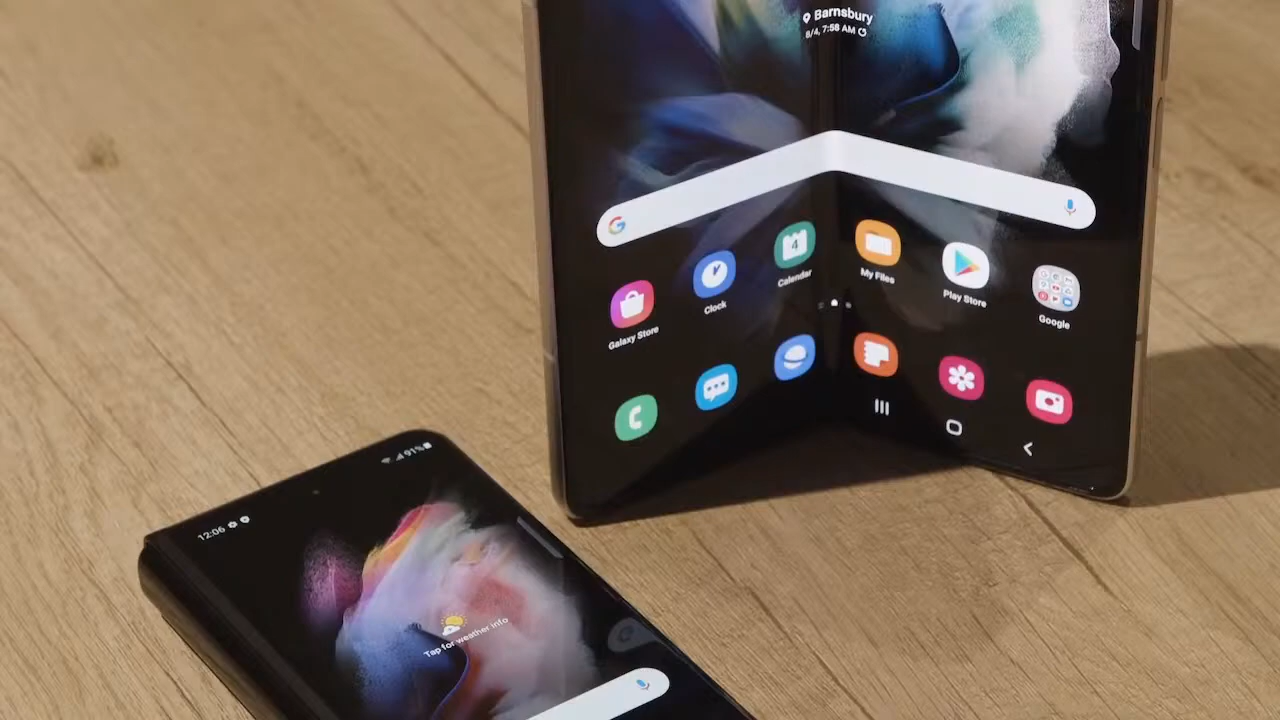 Barnsbury
8/4, 7:58 AM
Galaxy Store
Clock
Calendar
4
My Files
Play Store
Google
12:06
91%
Tap for weather info